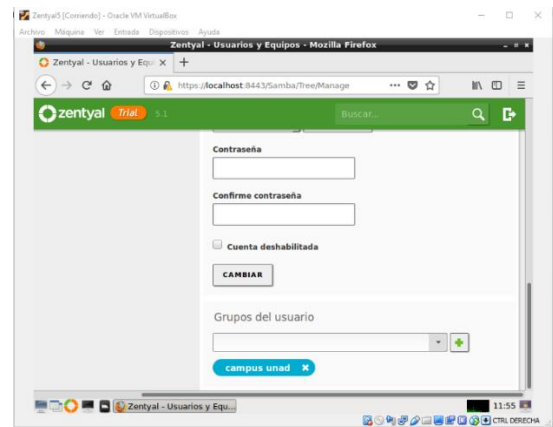 Zentyal5 [Corriendo] - Oracle VM VirtualBox
Archivo Máquina Ver Entrada Dispositivos Ayuda
Zentyal - Usuarios y Equipos - Mozilla Firefox
Zentyal - Usuarios y Equi
https://localhost:8443/Samba/Tree/Manage
zentyal Trial 5.1
Buscar...
Contraseña
Confirme contraseña
Cuenta deshabilitada
CAMBIAR
Grupos del usuario
campus unad
Zentyal - Usuarios y Equ...
11:55
CTRL DERECHA